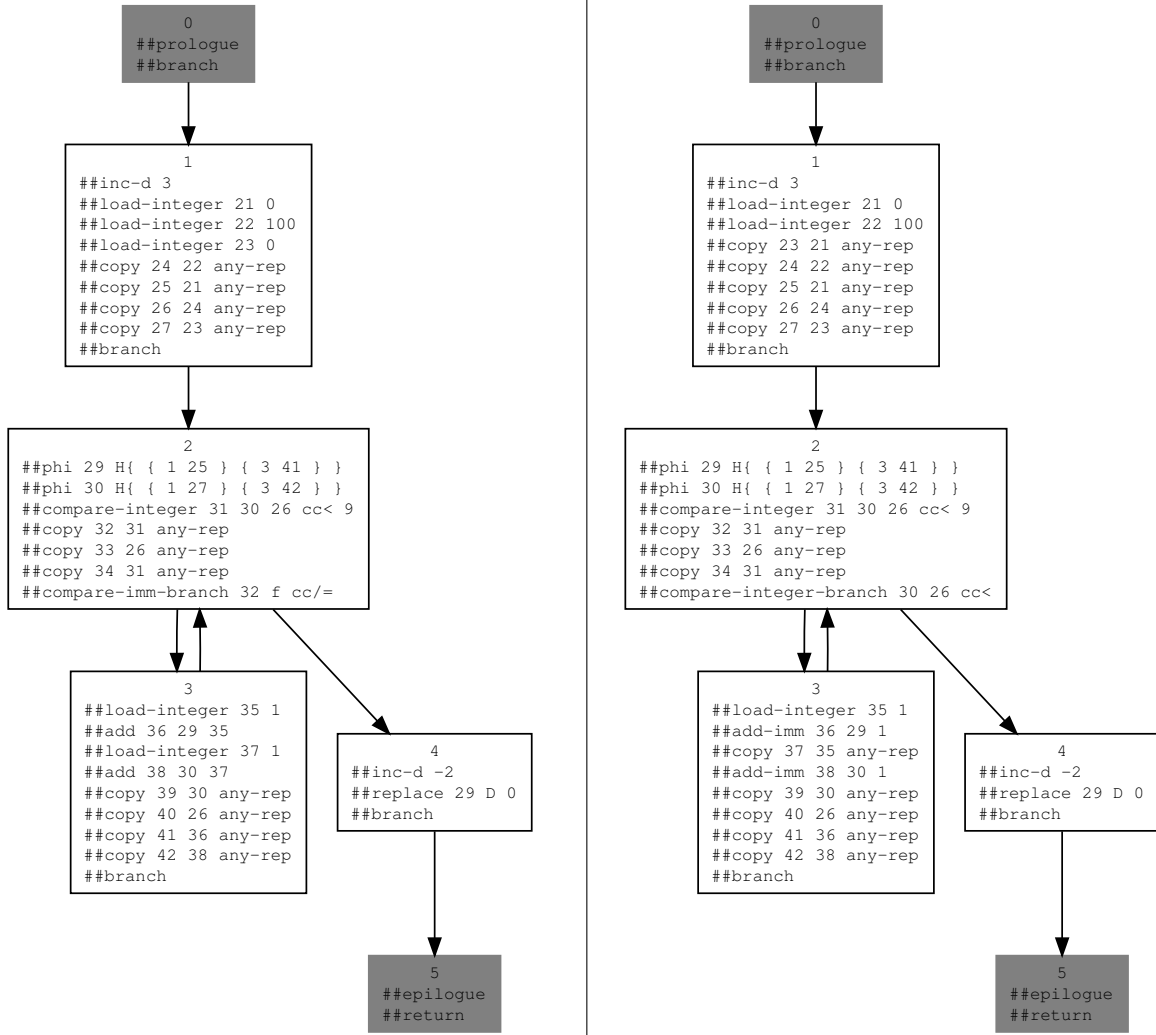 0
##prologue
##branch
1
##inc-d 3
##load-integer 21 0
##load-integer 22 100
##load-integer 23 0
##copy 24 22 any-rep
##copy 25 21 any-rep
##copy 26 24 any-rep
##copy 27 23 any-rep
##branch
2
##phi 29 H{ { 1 25 } { 3 41 } }
##phi 30 H{ { 1 27 } { 3 42 } }
##compare-integer 31 30 26 cc< 9
##copy 32 31 any-rep
##copy 33 26 any-rep
##copy 34 31 any-rep
##compare-imm-branch 32 f cc/=
3
##load-integer 35 1
##add 36 29 35
##load-integer 37 1
##add 38 30 37
##copy 39 30 any-rep
##copy 40 26 any-rep
##copy 41 36 any-rep
##copy 42 38 any-rep
##branch
4
##inc-d -2
##replace 29 D 0
##branch
5
##epilogue
##return
0
##prologue
##branch
1
##inc-d 3
##load-integer 21 0
##load-integer 22 100
##copy 23 21 any-rep
##copy 24 22 any-rep
##copy 25 21 any-rep
##copy 26 24 any-rep
##copy 27 23 any-rep
##branch
2
##phi 29 H{ { 1 25 } { 3 41 } }
##phi 30 H{ { 1 27 } { 3 42 } }
##compare-integer 31 30 26 cc< 9
##copy 32 31 any-rep
##copy 33 26 any-rep
##copy 34 31 any-rep
##compare-integer-branch 30 26 cc<
3
##load-integer 35 1
##add-imm 36 29 1
##copy 37 35 any-rep
##add-imm 38 30 1
##copy 39 30 any-rep
##copy 40 26 any-rep
##copy 41 36 any-rep
##copy 42 38 any-rep
##branch
4
##inc-d -2
##replace 29 D 0
##branch
5
##epilogue
##return